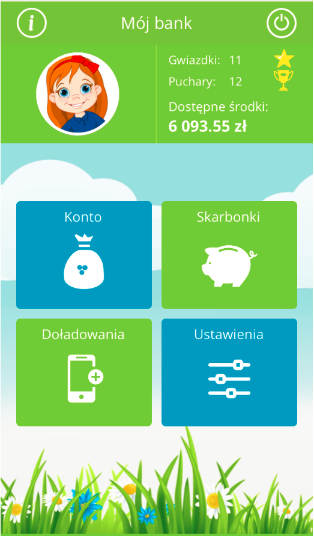 Mój bank
Gwiazdki: 11
Puchary: 12
Dostępne środki:
6 093.55 zł
Konto
Skarbonki
Doładowania
Ustawienia